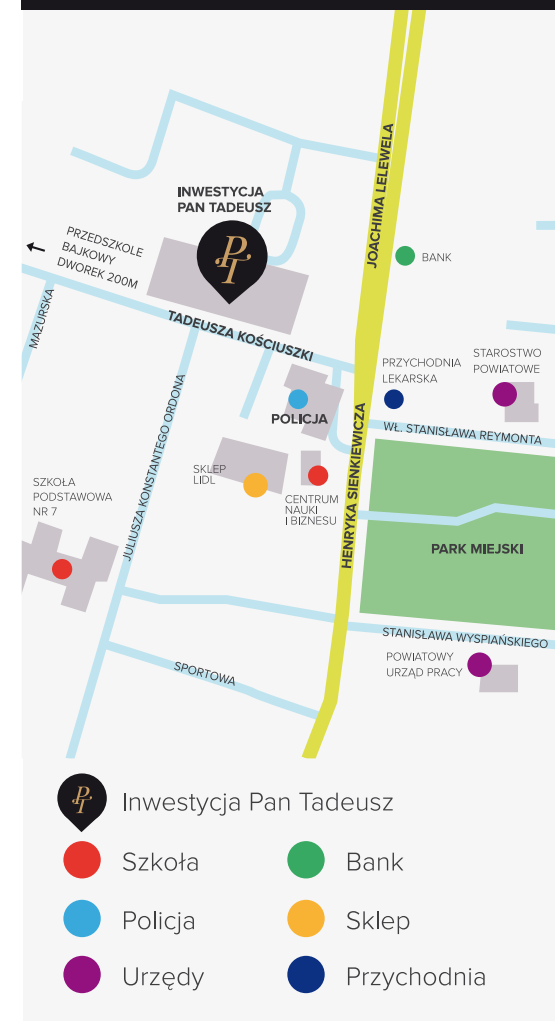 JOACHIMA LELEWELA
INWESTYCJA
PAN TADEUSZ
PT
PRZEDSZKOLE
BAJKOWY
DWOREK 200M
BANK
MAZURSKA
TADEUSZA KOŚCIUSZKI
PRZYCHODNIA
LEKARSKA
STAROSTWO
POWIATOWE
JULIUSZA KONSTANTEGO ORDONA
POLICJA
HENRYKA SIENKIEWICZA
WŁ. STANISŁAWA REYMONTA
SKLEP
LIDL
SZKOŁA
PODSTAWOWA
NR 7
CENTRUM
NAUKI
I BIZNESU
PARK MIEJSKI
STANISŁAWA WYSPIAŃSKIEGO
POWIATOWY
URZĄD PRACY
SPORTOWA
PT
Inwestycja Pan Tadeusz
Szkoła
Bank
Policja
Sklep
Urzędy
Przychodnia